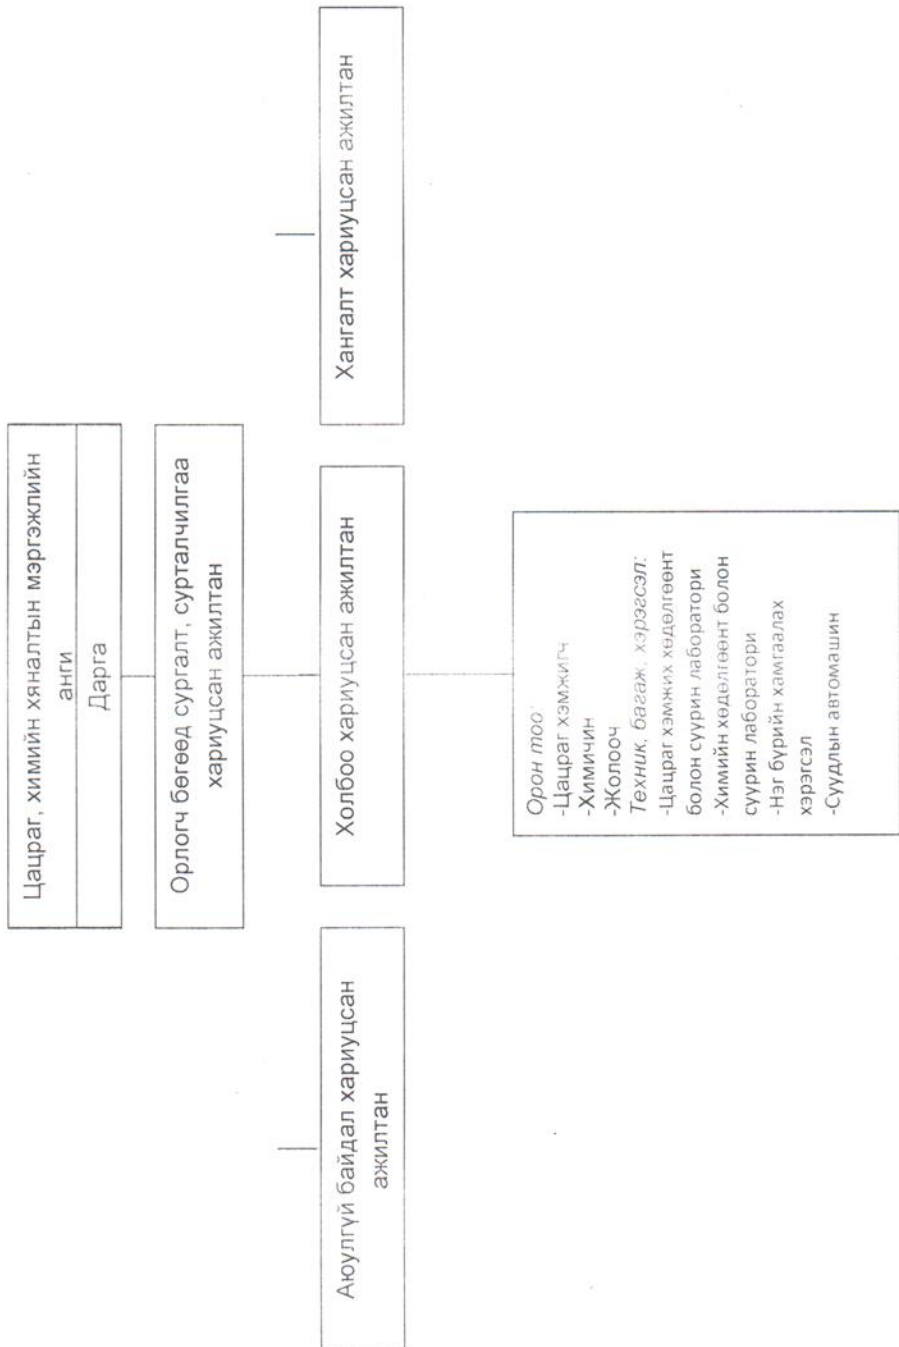 Цацраг, химийн хяналтын мэргэжлийн
анги
Дарга
Орлогч бөгөөд сургалт, сурталчилгаа
хариуцсан ажилтан
Аюулгүй байдал хариуцсан
ажилтан
Холбоо хариуцсан ажилтан
Хангалт хариуцсан ажилтан
Орон тоо:
-Цацраг хэмжигч
-Химичин
-Жолооч
Техник, багаж, хэрэгсэл:
-Цацраг хэмжих хөдөлгөөнт
болон суурин лаборатори
-Химийн хөдөлгөөнт болон
суурин лаборатори
-Нэг бүрийн хамгаалах
хэрэгсэл
-Суудлын автомашин